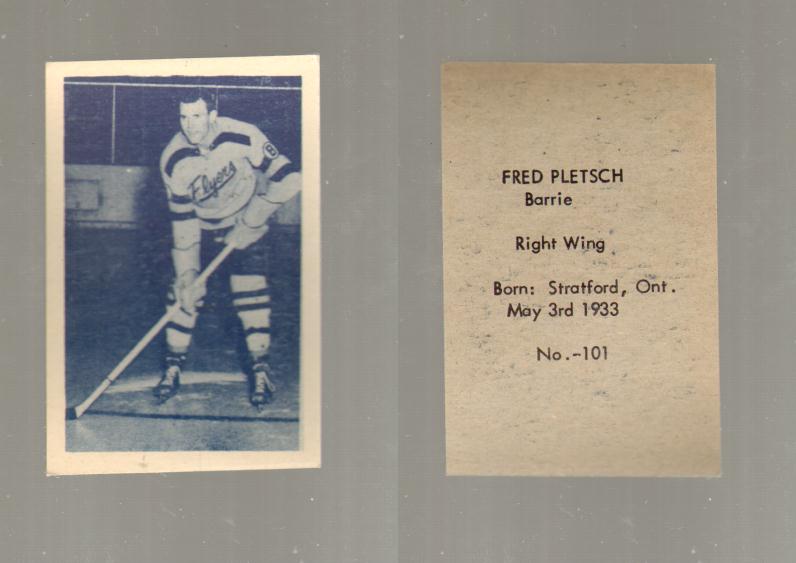 Flyers
8
FRED PLETSCH
Barrie
Right Wing
Born: Stratford, Ont.
May 3rd 1933
No.-101